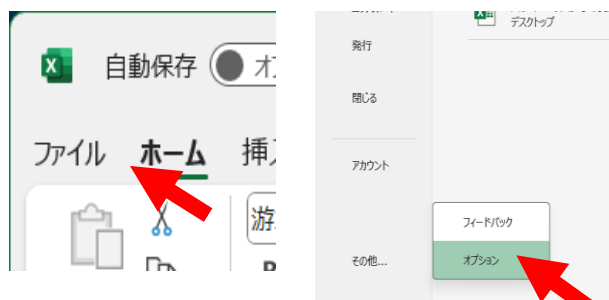 自動保存
ファイル ホーム 挿
游
デスクトップ
発行
閉じる
アカウント
フィードバック
その他...
オプション